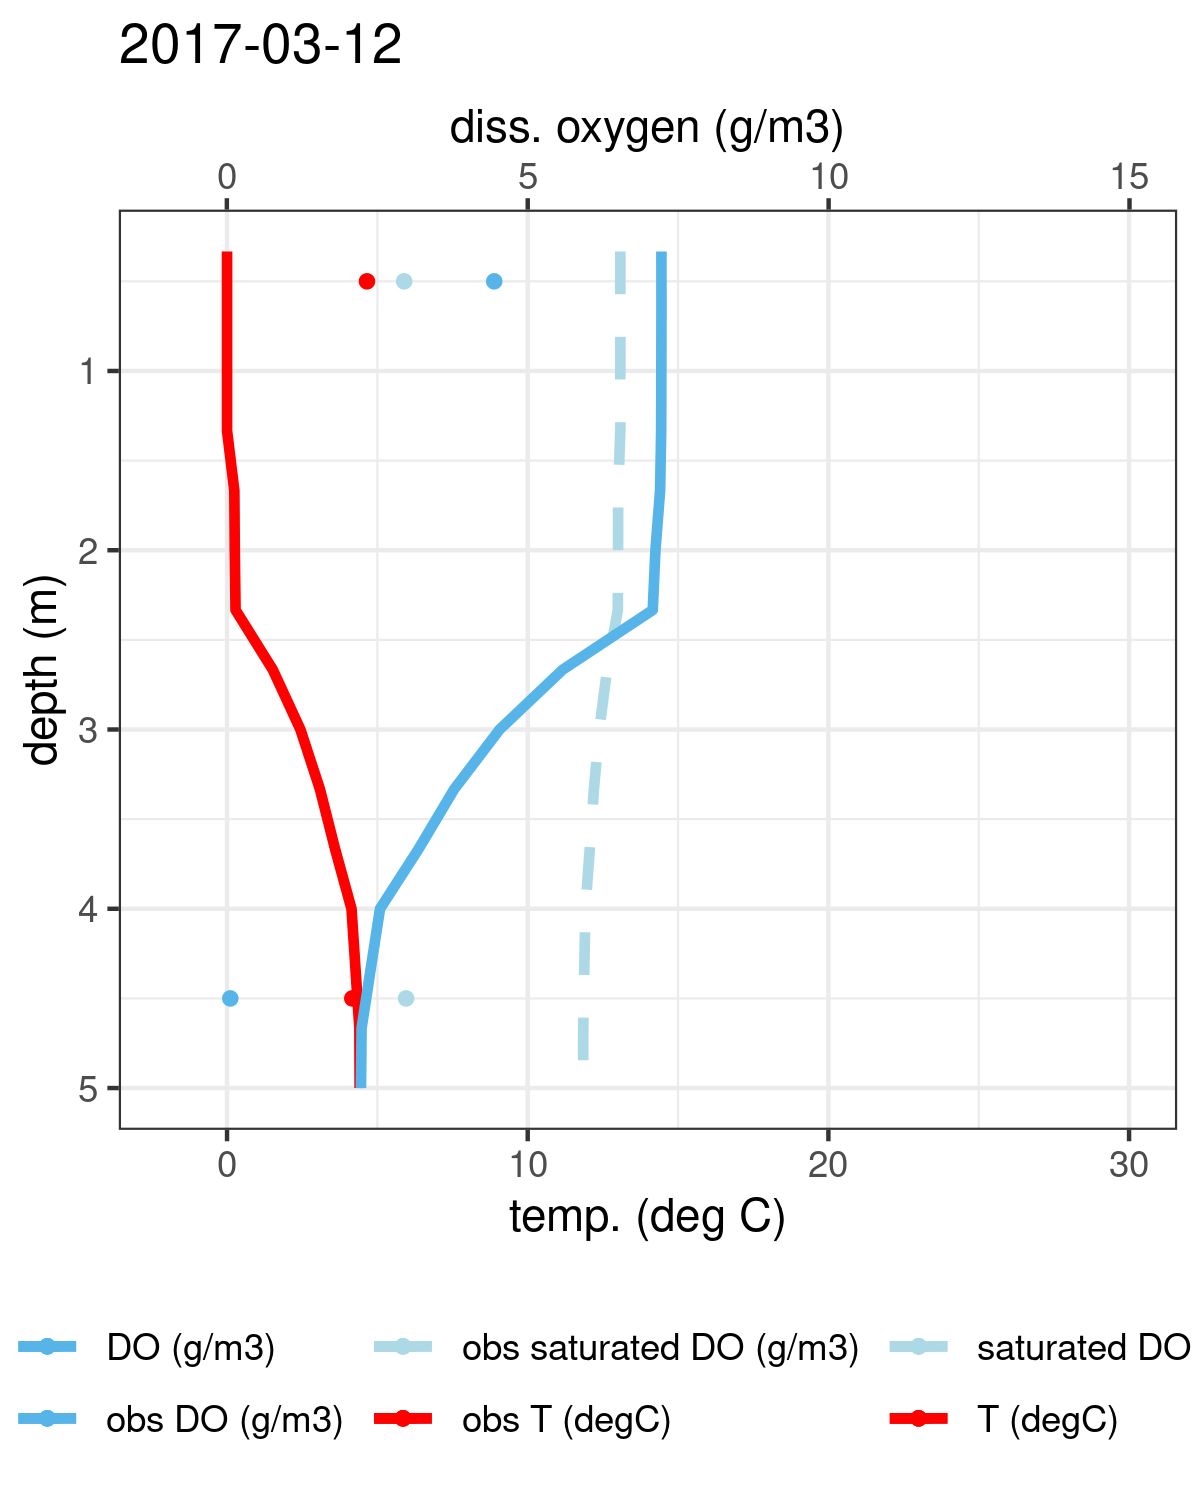 2017-03-12
diss. oxygen (g/m3)
0 5 10 15
depth (m)
1
2
3
4
5
0 10 20 30
temp. (deg C)
DO (g/m3) obs saturated DO (g/m3) saturated DO
obs DO (g/m3) obs T (degC) T (degC)